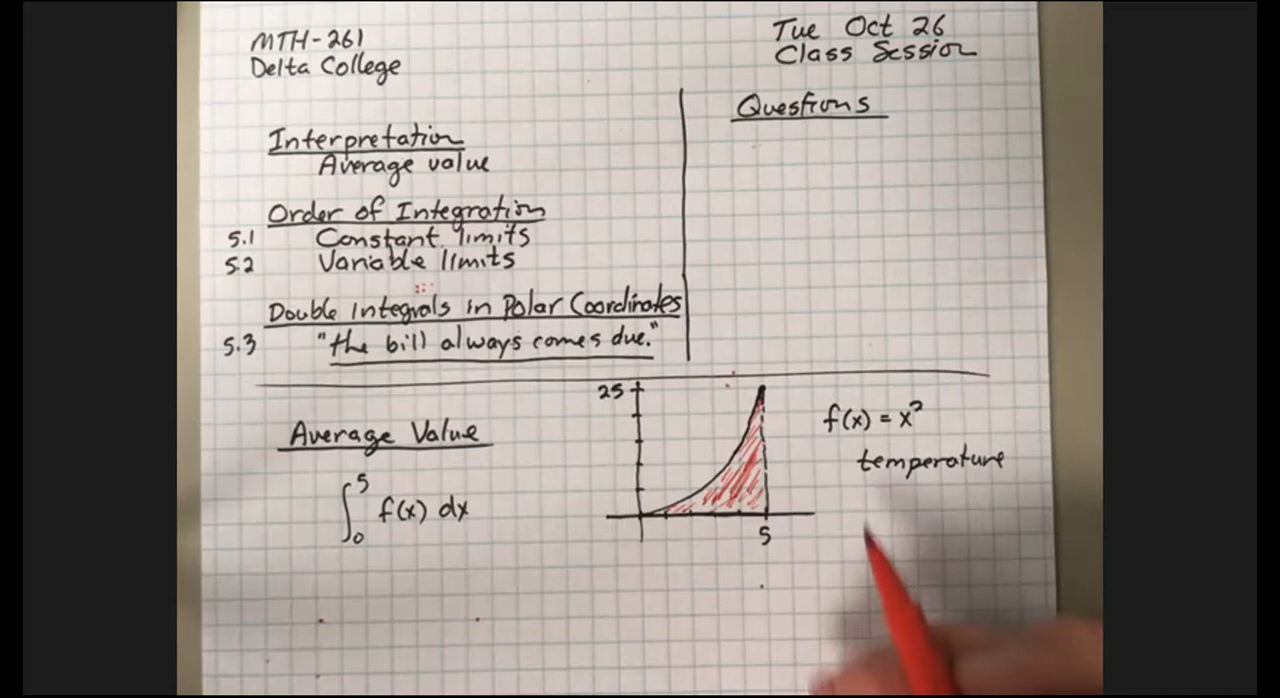 MTH-261
Delta College
Tue Oct 26
Class Session
Interpretation
Average value
Order of Integration
5.1 Constant limits
5.2 Variable limits
Double Integrals in Polar Coordinates
5.3 "the bill always comes due."
Questions
Average Value
∫₀⁵ f(x) dx
25
5
f(x) = x²
temperature